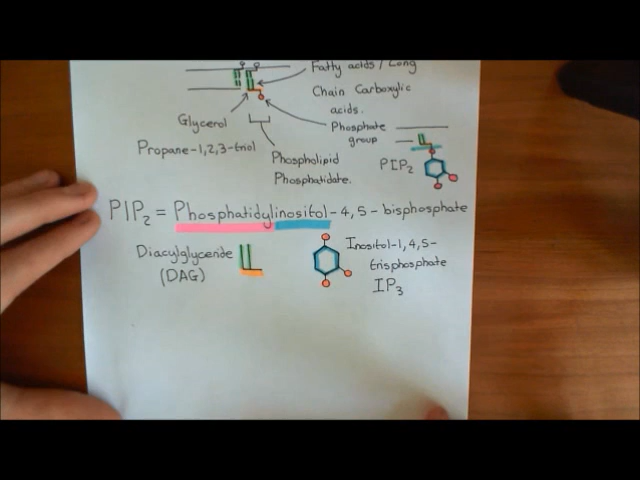 Fatty acids / Long
Chain Carboxylic
acids.
Glycerol
Phosphate
group
Propane-1,2,3-triol
Phospholipid
Phosphatidate.
PIP2
PIP2 = Phosphatidylinositol-4,5-bisphosphate
Diacylglyceride
(DAG)
Inositol-1,4,5-
trisphosphate
IP3